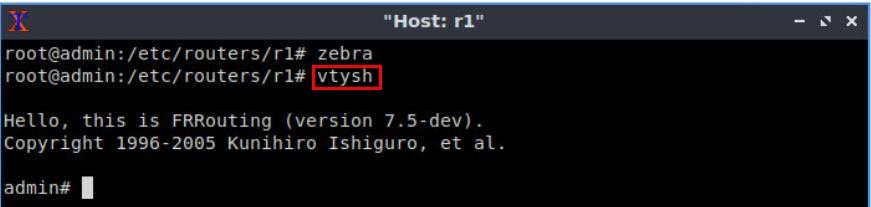 "Host: r1"
root@admin:/etc/routers/r1# zebra
root@admin:/etc/routers/r1# vtysh
Hello, this is FRRouting (version 7.5-dev).
Copyright 1996-2005 Kunihiro Ishiguro, et al.
admin#